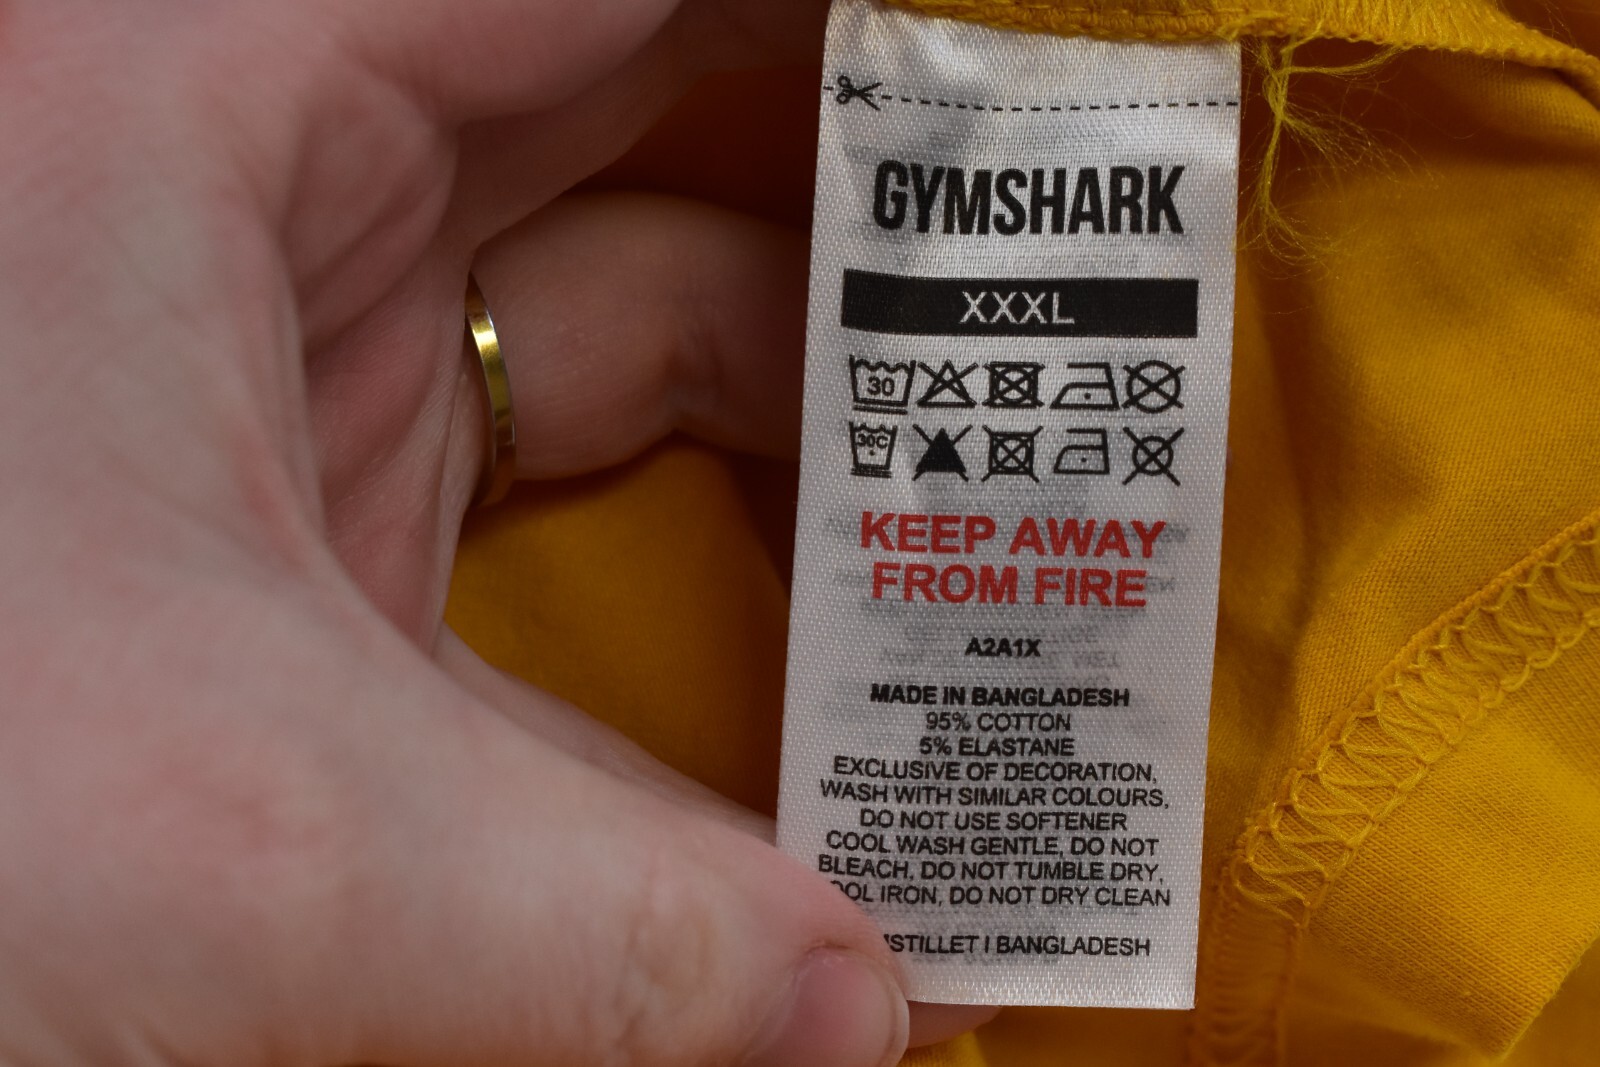 GYMSHARK
XXXL
30
30C
KEEP AWAY
FROM FIRE
A2A1X
MADE IN BANGLADESH
95% COTTON
5% ELASTANE
EXCLUSIVE OF DECORATION,
WASH WITH SIMILAR COLOURS,
DO NOT USE SOFTENER
COOL WASH GENTLE, DO NOT
BLEACH, DO NOT TUMBLE DRY,
OOL IRON, DO NOT DRY CLEAN
I BANGLADESH